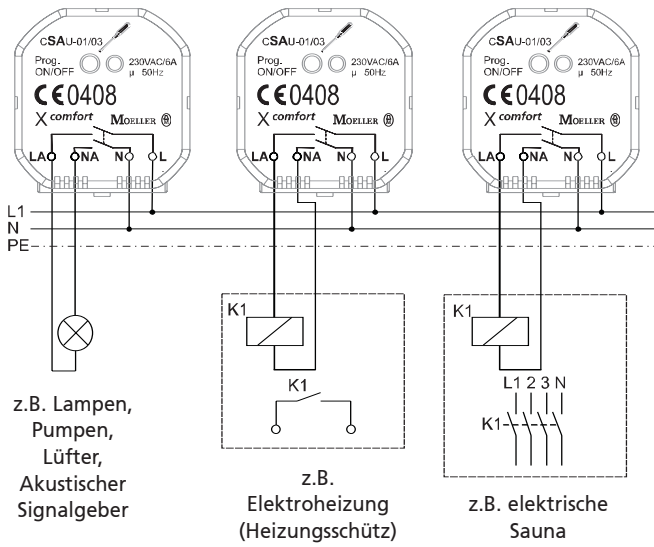 CSAU-01/03
Prog.
ON/OFF
230VAC/6A
µ 50Hz
CE0408
X comfort MOELLER
LA NA N L
CSAU-01/03
Prog.
ON/OFF
230VAC/6A
µ 50Hz
CE0408
X comfort MOELLER
LA NA N L
CSAU-01/03
Prog.
ON/OFF
230VAC/6A
µ 50Hz
CE0408
X comfort MOELLER
LA NA N L
L1
N
PE
z.B. Lampen,
Pumpen,
Lüfter,
Akustischer
Signalgeber
K1
K1
z.B.
Elektroheizung
(Heizungsschütz)
K1
L1 2 3 N
K1
z.B. elektrische
Sauna